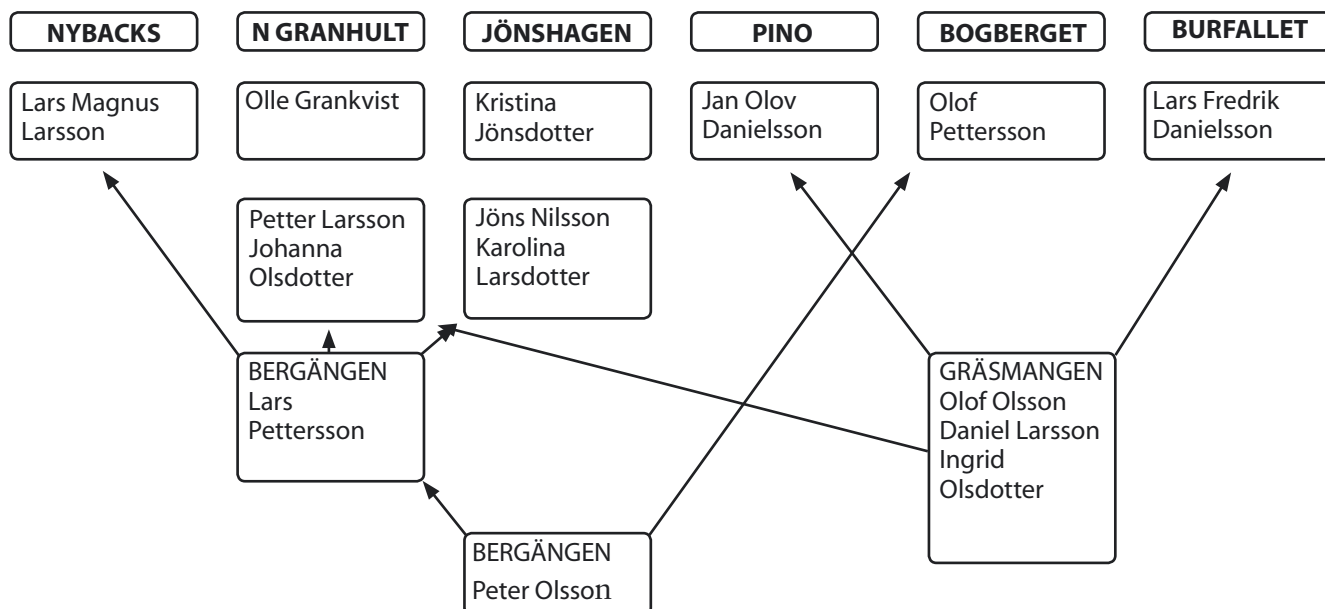 NYBACKS
N GRANHULT
JÖNSHAGEN
PINO
BOGBERGET
BURFALLET
Lars Magnus
Larsson
Olle Grankvist
Kristina
Jönsdotter
Jan Olov
Danielsson
Olof
Pettersson
Lars Fredrik
Danielsson
Petter Larsson
Johanna
Olsdotter
Jöns Nilsson
Karolina
Larsdotter
BERGÄNGEN
Lars
Pettersson
GRÄSMANGEN
Olof Olsson
Daniel Larsson
Ingrid
Olsdotter
BERGÄNGEN
Peter Olsson